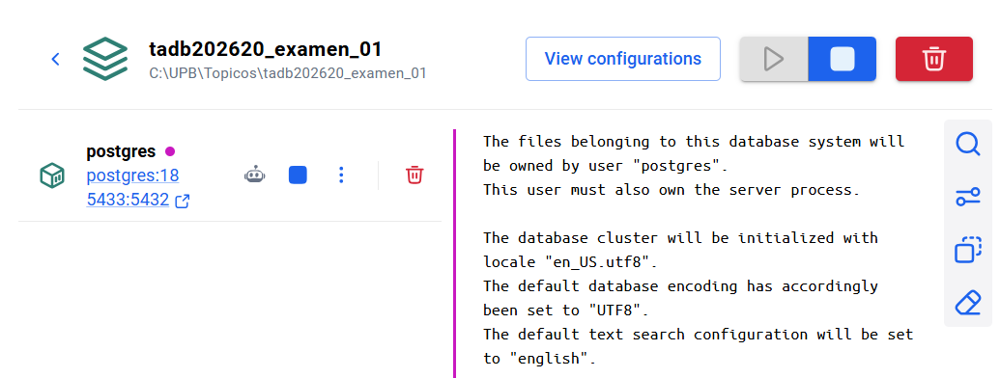 tadb202620_examen_01
C:\UPB\Topicos\tadb202620_examen_01
View configurations
postgres
postgres:18
5433:5432
The files belonging to this database system will
be owned by user "postgres".
This user must also own the server process.
The database cluster will be initialized with
locale "en_US.utf8".
The default database encoding has accordingly
been set to "UTF8".
The default text search configuration will be set
to "english".